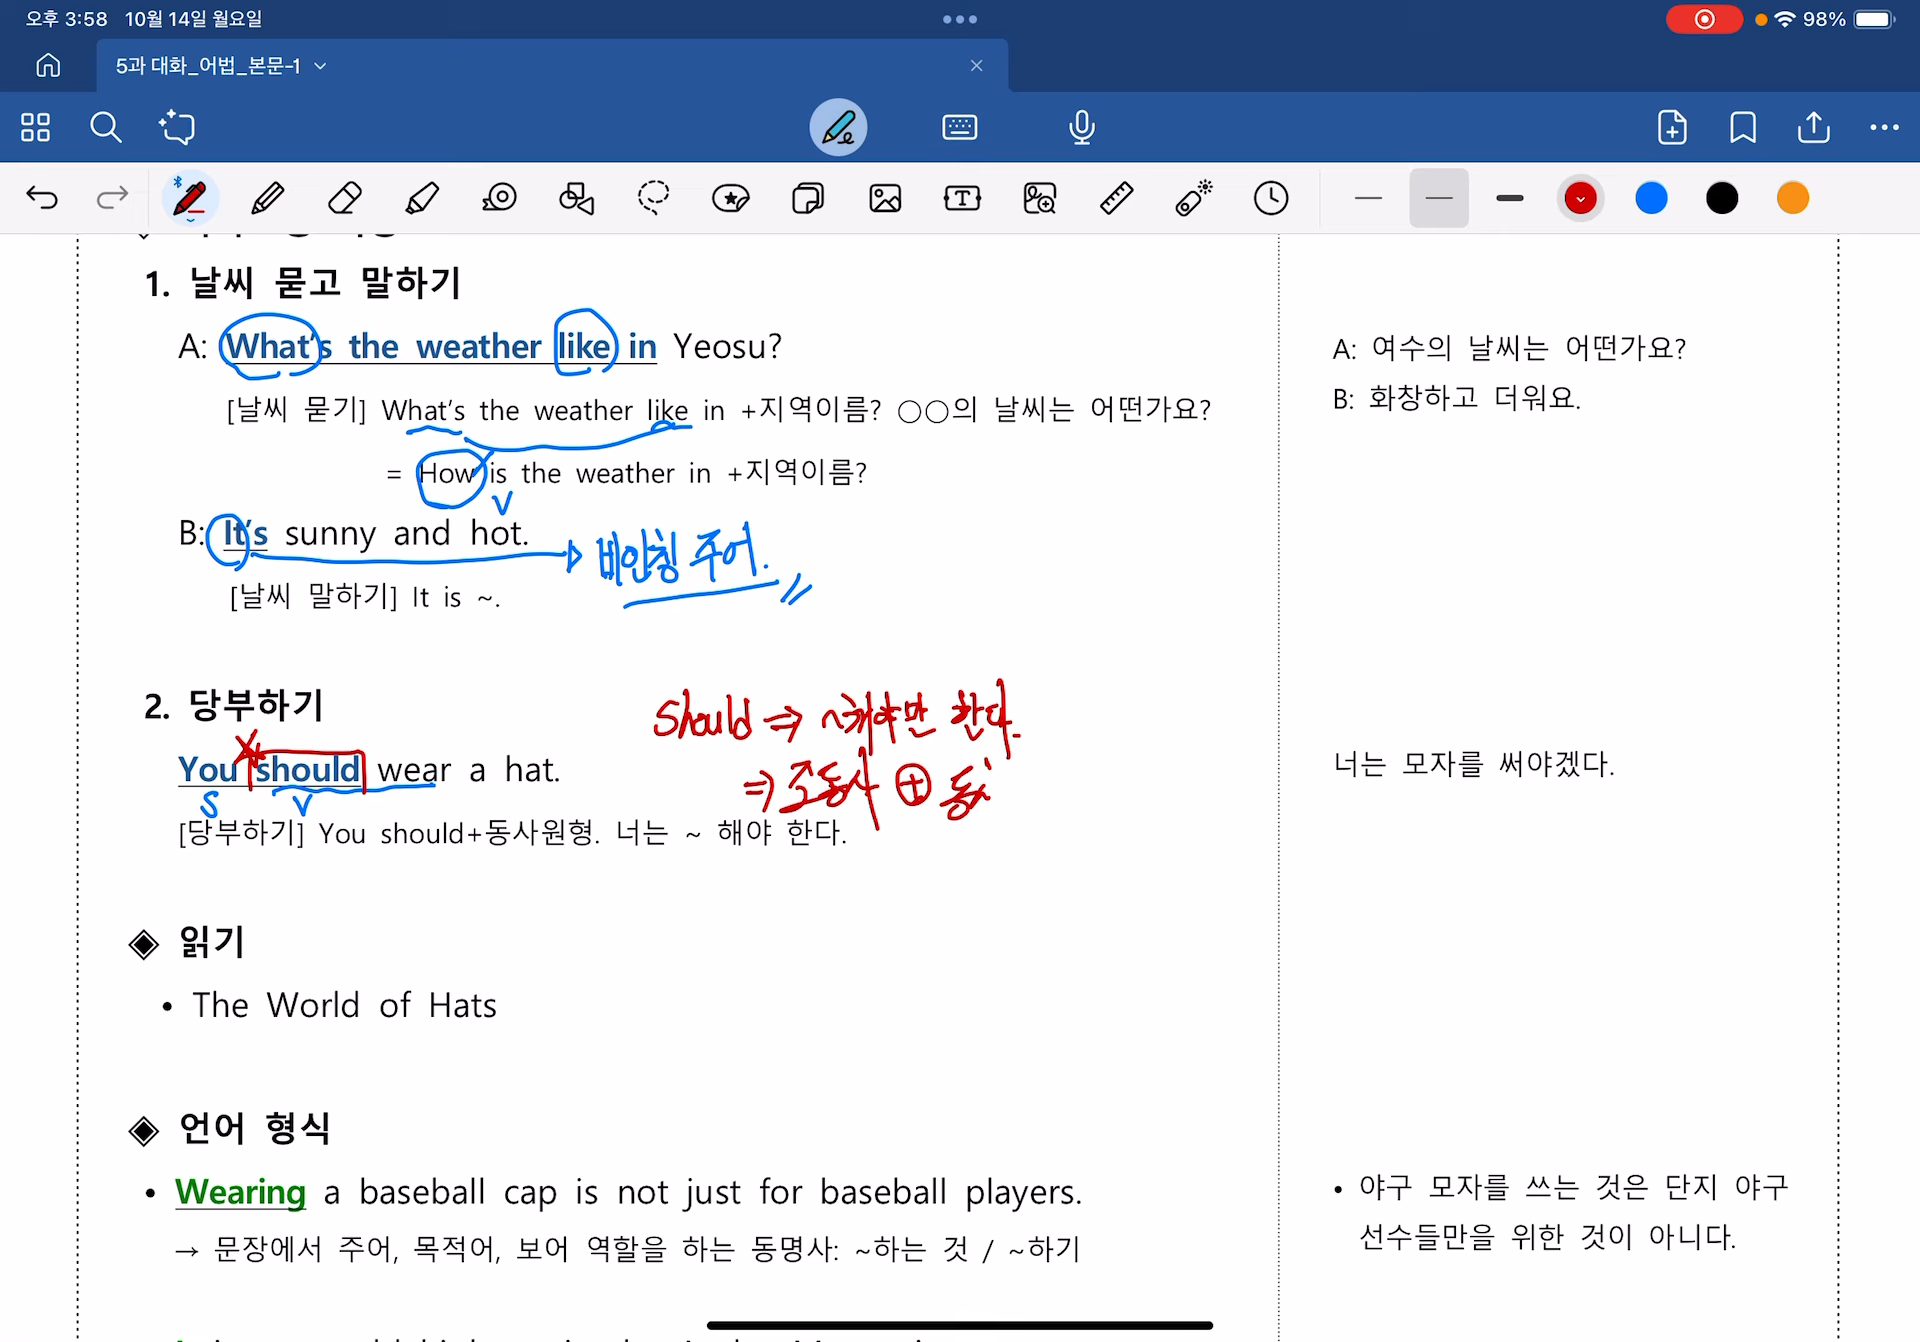 오후 3:58 10월 14일 월요일
98%
5과 대화_어법_본문-1
1. 날씨 묻고 말하기
A: What's the weather like in Yeosu?
[날씨 묻기] What's the weather like in +지역이름? ○○의 날씨는 어떤가요?
= How is the weather in +지역이름?
V
B: It's sunny and hot.
비인칭 주어.
[날씨 말하기] It is ~.
A: 여수의 날씨는 어떤가요?
B: 화창하고 더워요.
2. 당부하기
should ⇒ ~해야만 한다.
You should wear a hat.
⇒ 조동사 ⊕
S V
[당부하기] You should+동사원형. 너는 ~ 해야 한다.
너는 모자를 써야겠다.
◈ 읽기
• The World of Hats
◈ 언어 형식
• Wearing a baseball cap is not just for baseball players.
→ 문장에서 주어, 목적어, 보어 역할을 하는 동명사: ~하는 것 / ~하기
• 야구 모자를 쓰는 것은 단지 야구
선수들만을 위한 것이 아니다.